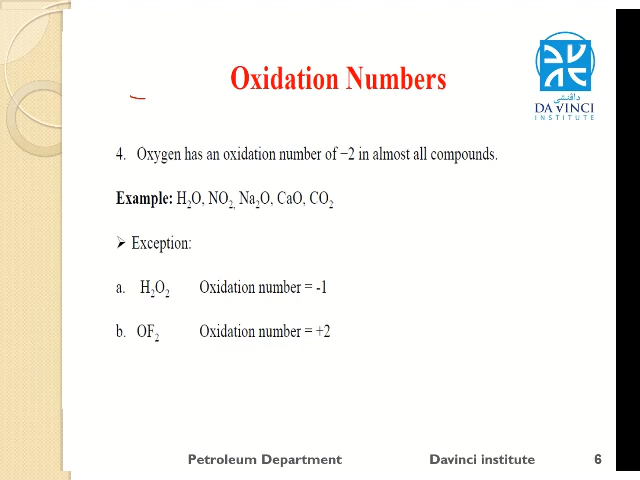 Oxidation Numbers
دافنشي
DA VINCI
INSTITUTE
4. Oxygen has an oxidation number of −2 in almost all compounds.
Example: H₂O, NO₂, Na₂O, CaO, CO₂
➢ Exception:
a. H₂O₂ Oxidation number = -1
b. OF₂ Oxidation number = +2
Petroleum Department Davinci institute 6